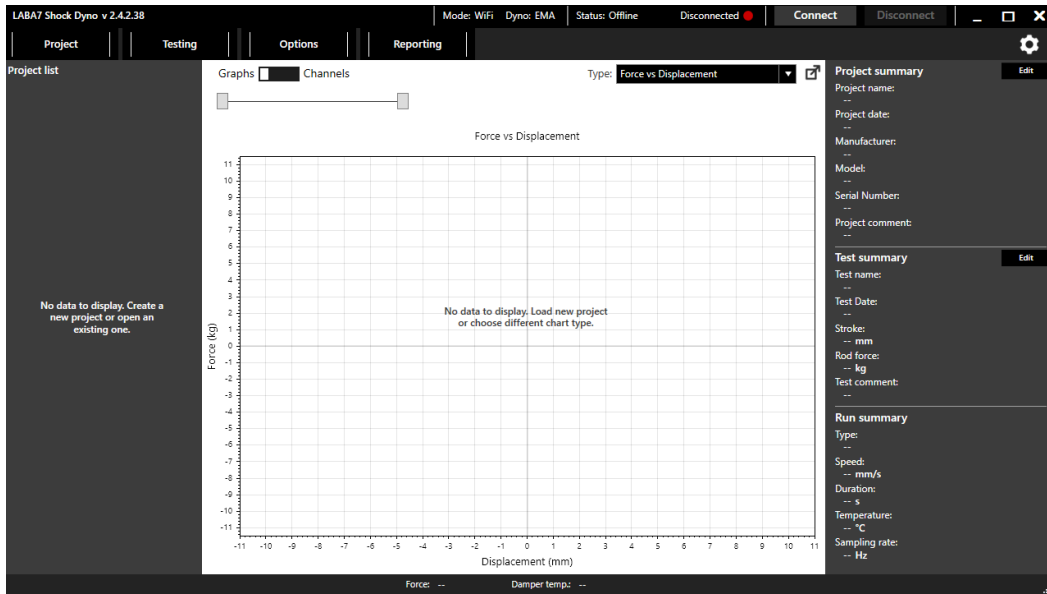 LABA7 Shock Dyno v 2.4.2.38
Mode: WiFi Dyno: EMA Status: Offline Disconnected Connect Disconnect
Project Testing Options Reporting
Project list
No data to display. Create a
new project or open an
existing one.
Graphs Channels Type: Force vs Displacement
Force vs Displacement
Force (kg)
11
10
9
8
7
6
5
4
3
2
1
0
-1
-2
-3
-4
-5
-6
-7
-8
-9
-10
-11
No data to display. Load new project
or choose different chart type.
-11 -10 -9 -8 -7 -6 -5 -4 -3 -2 -1 0 1 2 3 4 5 6 7 8 9 10 11
Displacement (mm)
Project summary Edit
Project name:
--
Project date:
--
Manufacturer:
--
Model:
--
Serial Number:
--
Project comment:
--
Test summary Edit
Test name:
--
Test Date:
--
Stroke:
-- mm
Rod force:
-- kg
Test comment:
--
Run summary
Type:
--
Speed:
-- mm/s
Duration:
-- s
Temperature:
-- °C
Sampling rate:
-- Hz
Force: -- Damper temp.: --